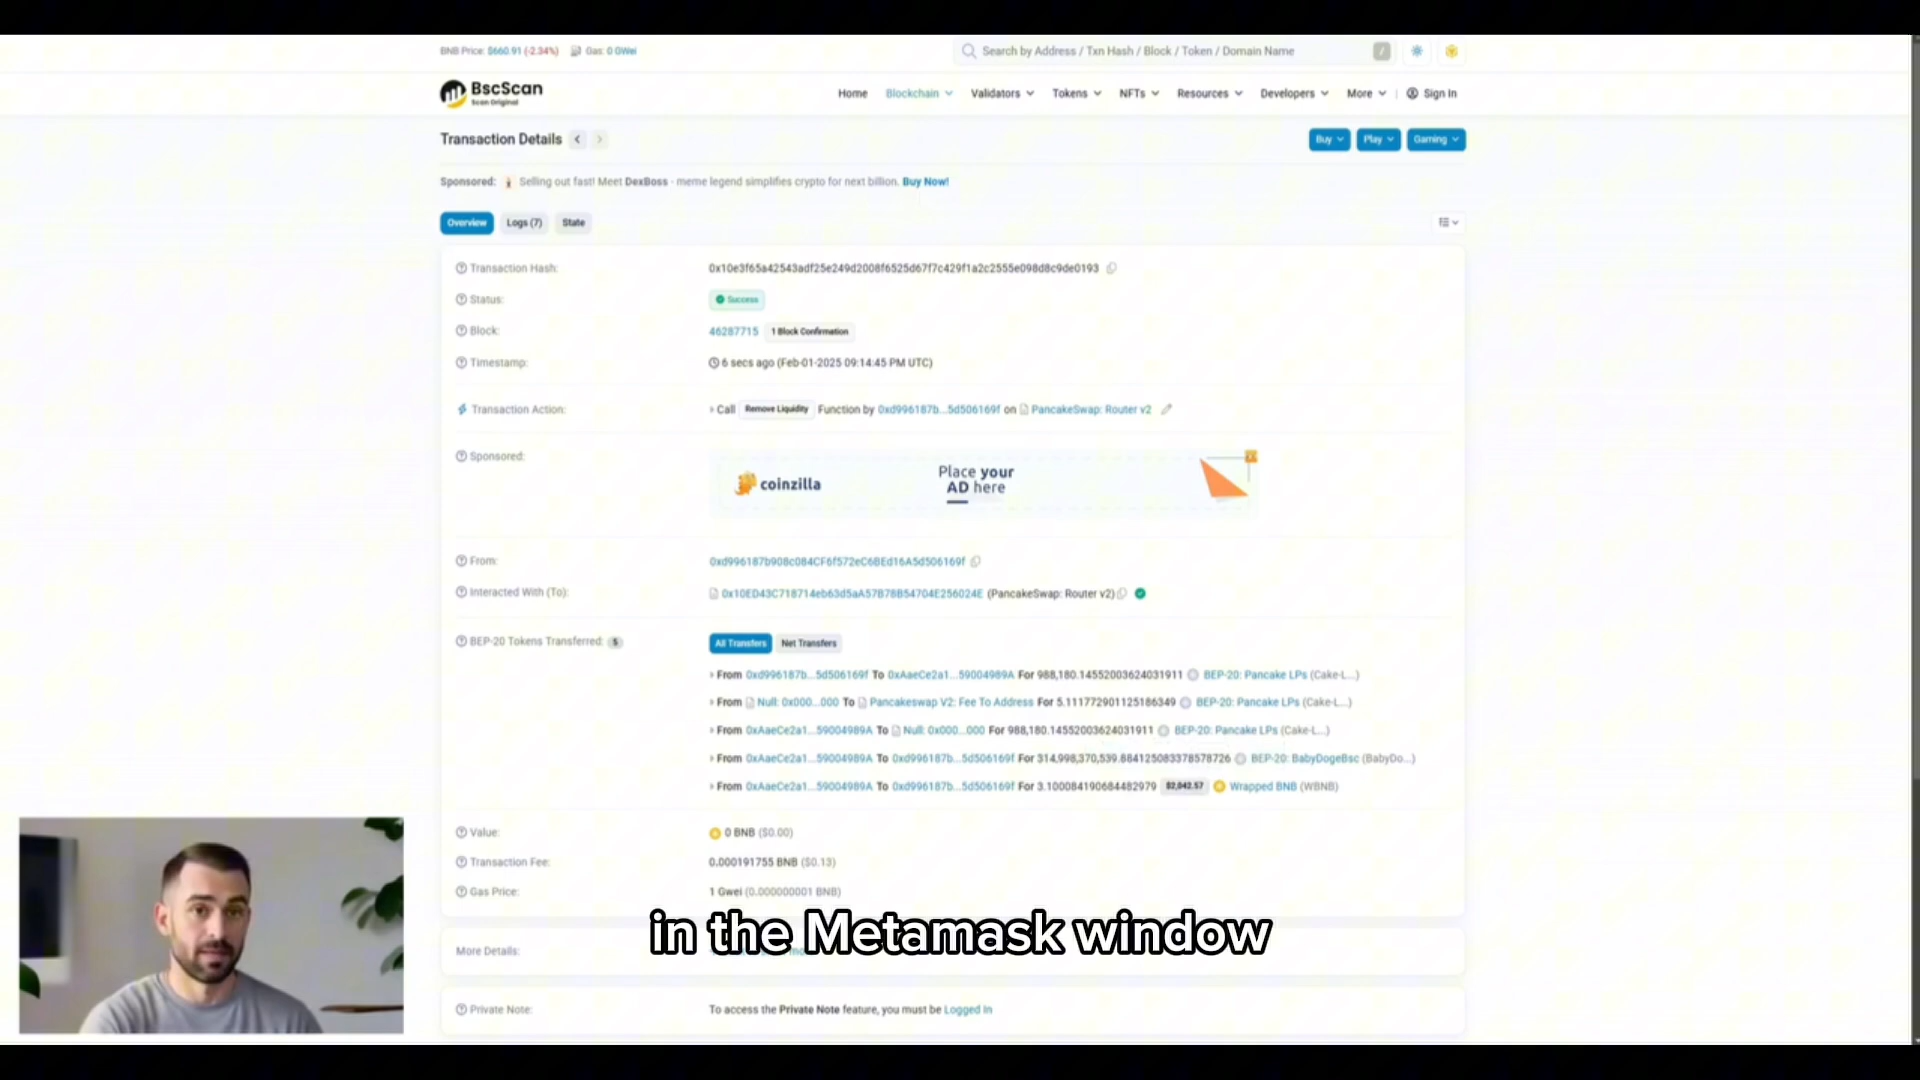 BNB Price: $660.91 (-2.34%) Gas: 0 GWei
Search by Address / Txn Hash / Block / Token / Domain Name /
BscScan
Scan Original
Home Blockchain Validators Tokens NFTs Resources Developers More | Sign In
Transaction Details
Buy Play Gaming
Sponsored: Selling out fast! Meet DexBoss - meme legend simplifies crypto for next billion. Buy Now!
Overview Logs (7) State
Transaction Hash: 0x10e3f65a42543adf25e249d2008f6525d67f7c429f1a2c2555e098d8c9de0193
Status: Success
Block: 46287715 1 Block Confirmation
Timestamp: 6 secs ago (Feb-01-2025 09:14:45 PM UTC)
Transaction Action: Call Remove Liquidity Function by 0xd996187b...5d506169f on PancakeSwap: Router v2
Sponsored:
coinzilla
Place your
AD here
From: 0xd996187b908c084CF6f572eC6BEd16A5d506169f
Interacted With (To): 0x10ED43C718714eb63d5aA57B78B54704E256024E (PancakeSwap: Router v2)
BEP-20 Tokens Transferred: 5 All Transfers Net Transfers
From 0xd996187b...5d506169f To 0xAaeCe2a1...59004989A For 988,180.14552003624031911 BEP-20: Pancake LPs (Cake-L...)
From Null: 0x000...000 To Pancakeswap V2: Fee To Address For 5.111772901125186349 BEP-20: Pancake LPs (Cake-L...)
From 0xAaeCe2a1...59004989A To Null: 0x000...000 For 988,180.14552003624031911 BEP-20: Pancake LPs (Cake-L...)
From 0xAaeCe2a1...59004989A To 0xd996187b...5d506169f For 314,998,370,539.884125083378578726 BEP-20: BabyDogeBsc (BabyDo...)
From 0xAaeCe2a1...59004989A To 0xd996187b...5d506169f For 3.100084190684482979 $2,042.57 Wrapped BNB (WBNB)
Value: 0 BNB ($0.00)
Transaction Fee: 0.000191755 BNB ($0.13)
Gas Price: 1 Gwei (0.000000001 BNB)
in the Metamask window
More Details:
Private Note: To access the Private Note feature, you must be Logged In